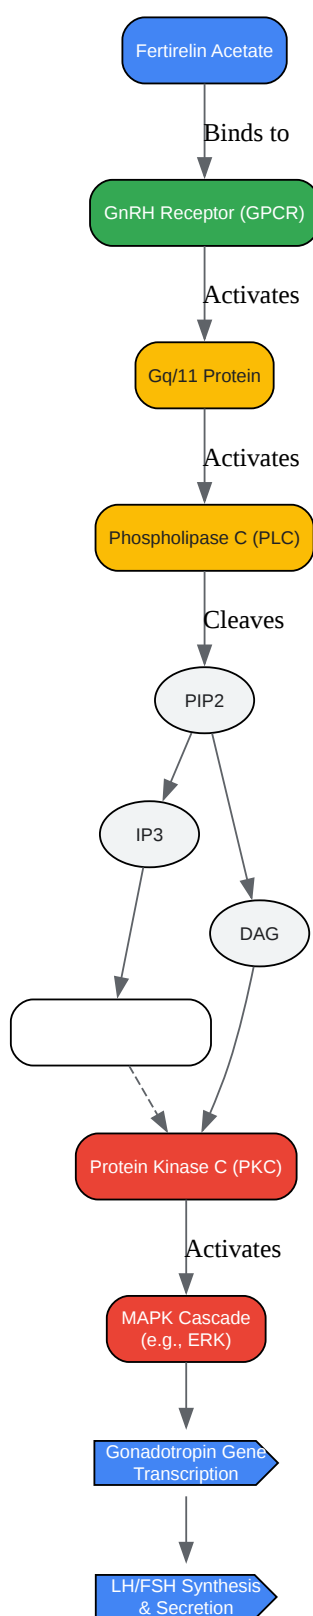 Fertirelin Acetate
Binds to
GnRH Receptor (GPCR)
Activates
Gq/11 Protein
Activates
Phospholipase C (PLC)
Cleaves
PIP2
IP3
DAG
Protein Kinase C (PKC)
Activates
MAPK Cascade
(e.g., ERK)
Gonadotropin Gene
Transcription
LH/FSH Synthesis
& Secretion